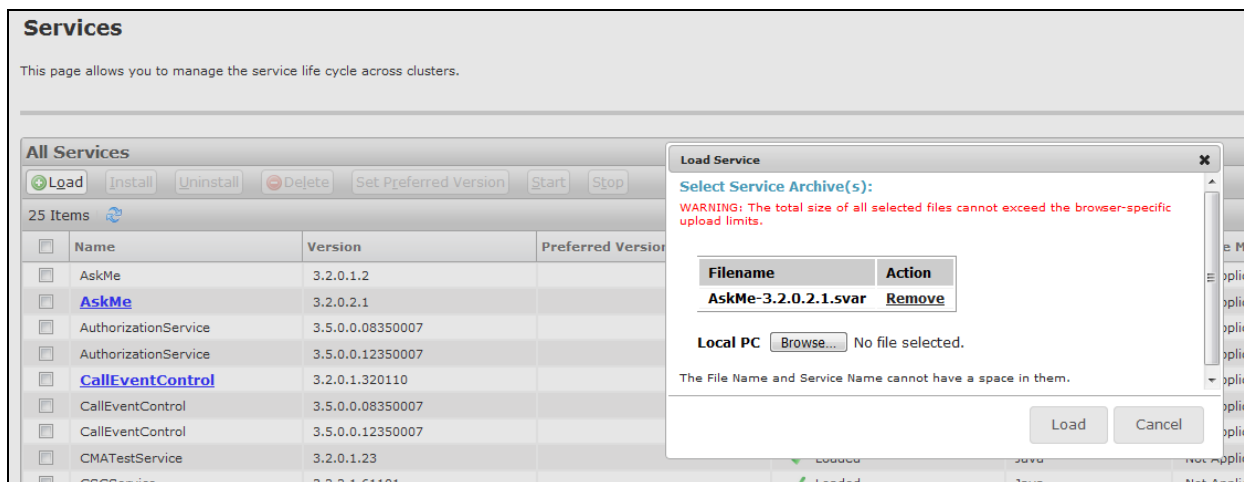 Services
This page allows you to manage the service life cycle across clusters.
All Services
Load Install Uninstall Delete Set Preferred Version Start Stop
25 Items
Name Version Preferred Version
AskMe 3.2.0.1.2
AskMe 3.2.0.2.1
AuthorizationService 3.5.0.0.08350007
AuthorizationService 3.5.0.0.12350007
CallEventControl 3.2.0.1.320110
CallEventControl 3.5.0.0.08350007
CallEventControl 3.5.0.0.12350007
CMATestService 3.2.0.1.23 Loaded Java Not Appli
Load Service
Select Service Archive(s):
WARNING: The total size of all selected files cannot exceed the browser-specific
upload limits.
Filename Action
AskMe-3.2.0.2.1.svar Remove
Local PC Browse... No file selected.
The File Name and Service Name cannot have a space in them.
Load Cancel